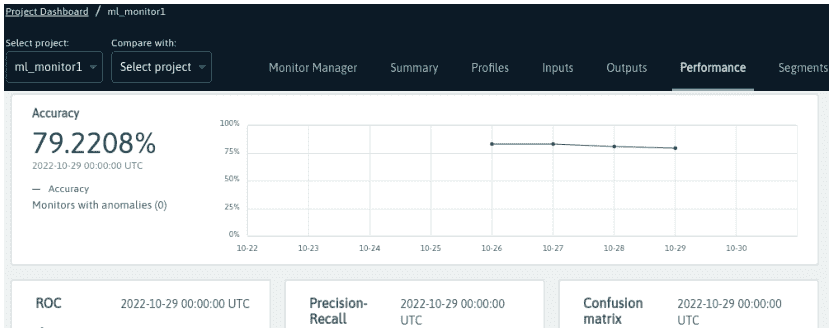 Project Dashboard / ml_monitor1
Select project: Compare with:
ml_monitor1 Select project Monitor Manager Summary Profiles Inputs Outputs Performance Segments
Accuracy
79.2208%
2022-10-29 00:00:00 UTC
— Accuracy
Monitors with anomalies (0)
100%
75%
50%
25%
0%
10-22 10-23 10-24 10-25 10-26 10-27 10-28 10-29 10-30
ROC 2022-10-29 00:00:00 UTC
Precision-
Recall
2022-10-29 00:00:00
UTC
Confusion
matrix
2022-10-29 00:00:00
UTC